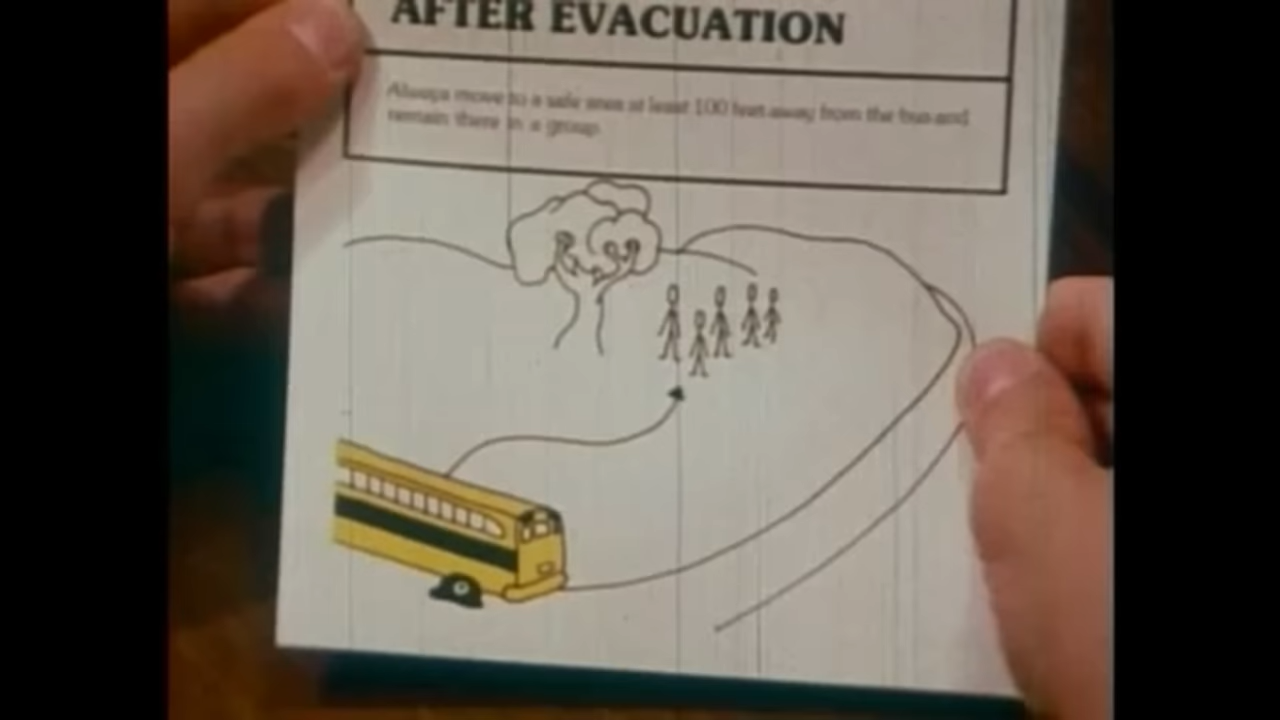 AFTER EVACUATION
Always move to a safe area at least 100 feet away from the bus and
remain there in a group.